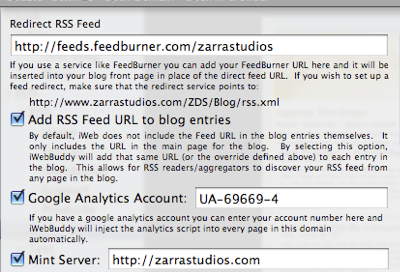 Redirect RSS Feed
http://feeds.feedburner.com/zarrastudios
If you use a service like FeedBurner you can add your FeedBurner URL here and it will be
inserted into your blog front page in place of the direct feed URL. If you wish to set up a
feed redirect, make sure that the redirect service points to:
http://www.zarrastudios.com/ZDS/Blog/rss.xml
Add RSS Feed URL to blog entries
By default, iWeb does not include the Feed URL in the blog entries themselves. It
only includes the URL in the main page for the blog. By selecting this option,
iWebBuddy will add that same URL (or the override defined above) to each entry
in the blog. This allows for RSS readers/aggregators to discover your RSS feed from
any page in the blog.
Google Analytics Account: UA-69669-4
If you have a google analytics account you can enter your account number here and
iWebBuddy will inject the analytics script into every page in this domain
automatically.
Mint Server: http://zarrastudios.com